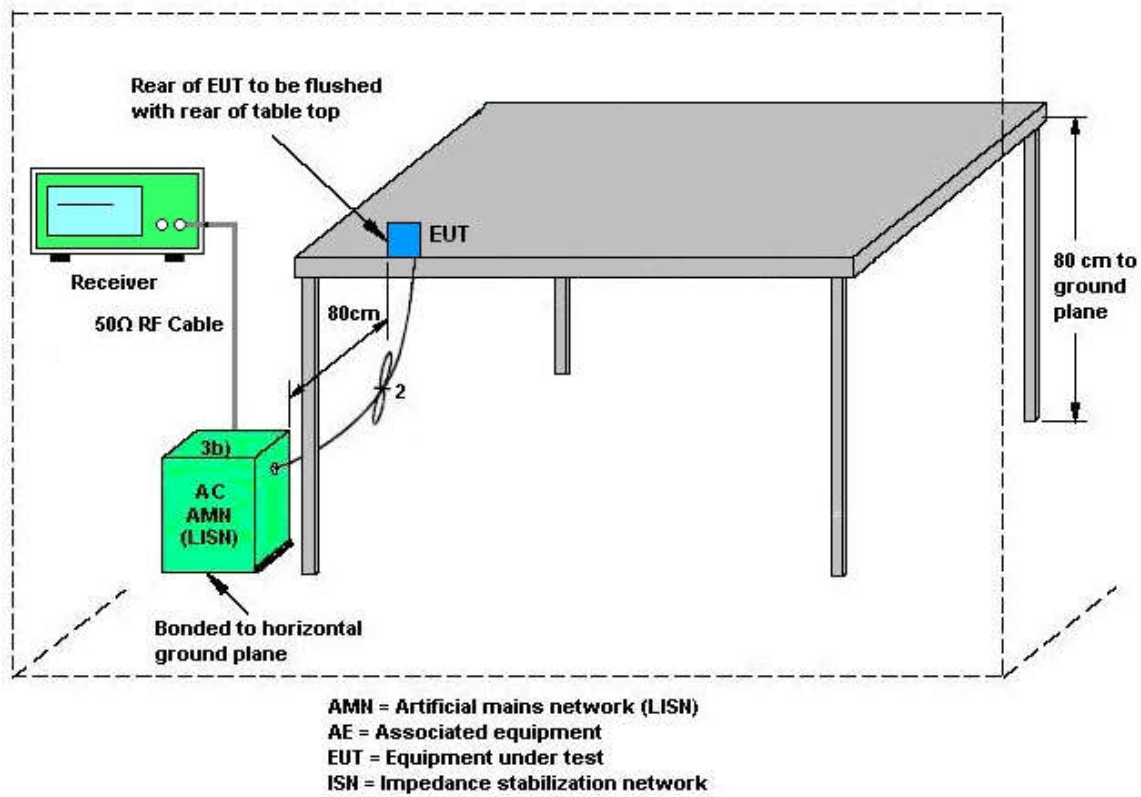 Rear of EUT to be flushed
with rear of table top
EUT
Receiver
50Ω RF Cable
80cm
2
80 cm to
ground
plane
3b)
AC
AMN
(LISN)
Bonded to horizontal
ground plane
AMN = Artificial mains network (LISN)
AE = Associated equipment
EUT = Equipment under test
ISN = Impedance stabilization network